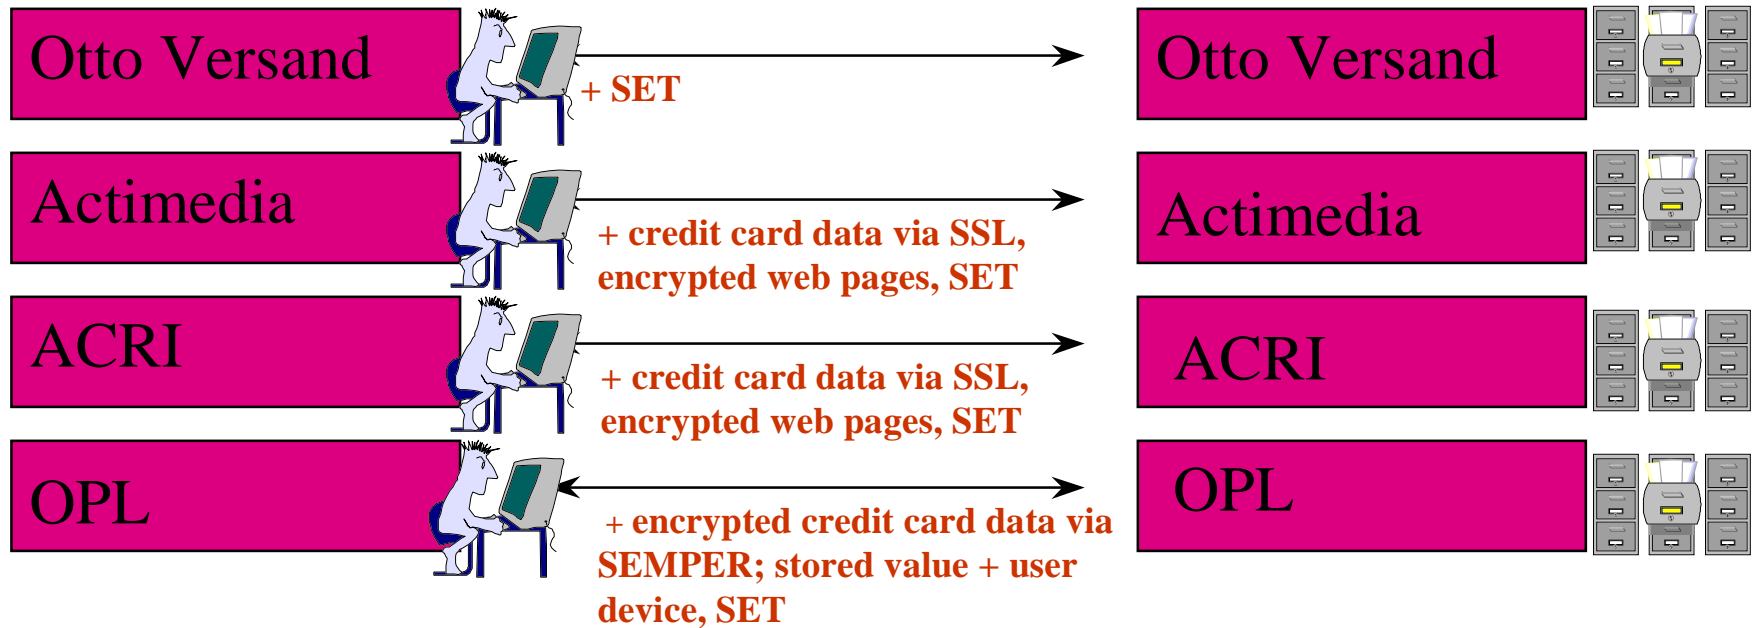 Otto Versand
+ SET
Otto Versand
Actimedia
+ credit card data via SSL,
encrypted web pages, SET
Actimedia
ACRI
+ credit card data via SSL,
encrypted web pages, SET
ACRI
OPL
+ encrypted credit card data via
SEMPER; stored value + user
device, SET
OPL